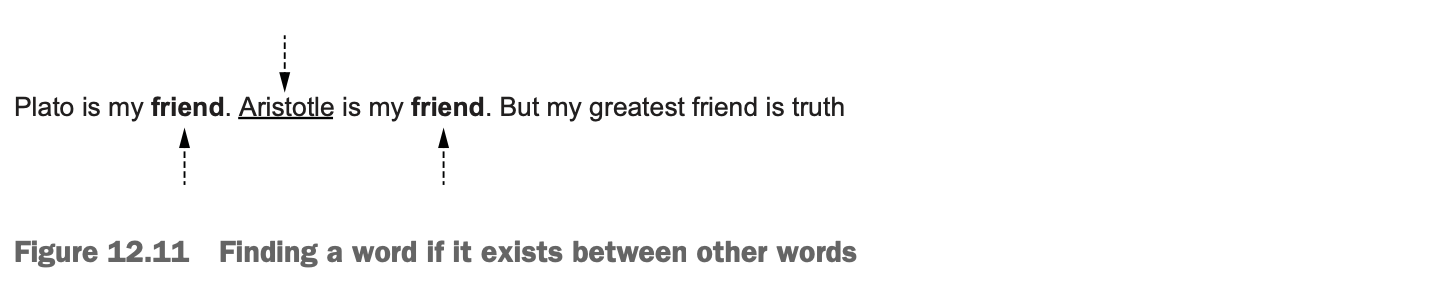 Plato is my friend. Aristotle is my friend. But my greatest friend is truth
Figure 12.11 Finding a word if it exists between other words